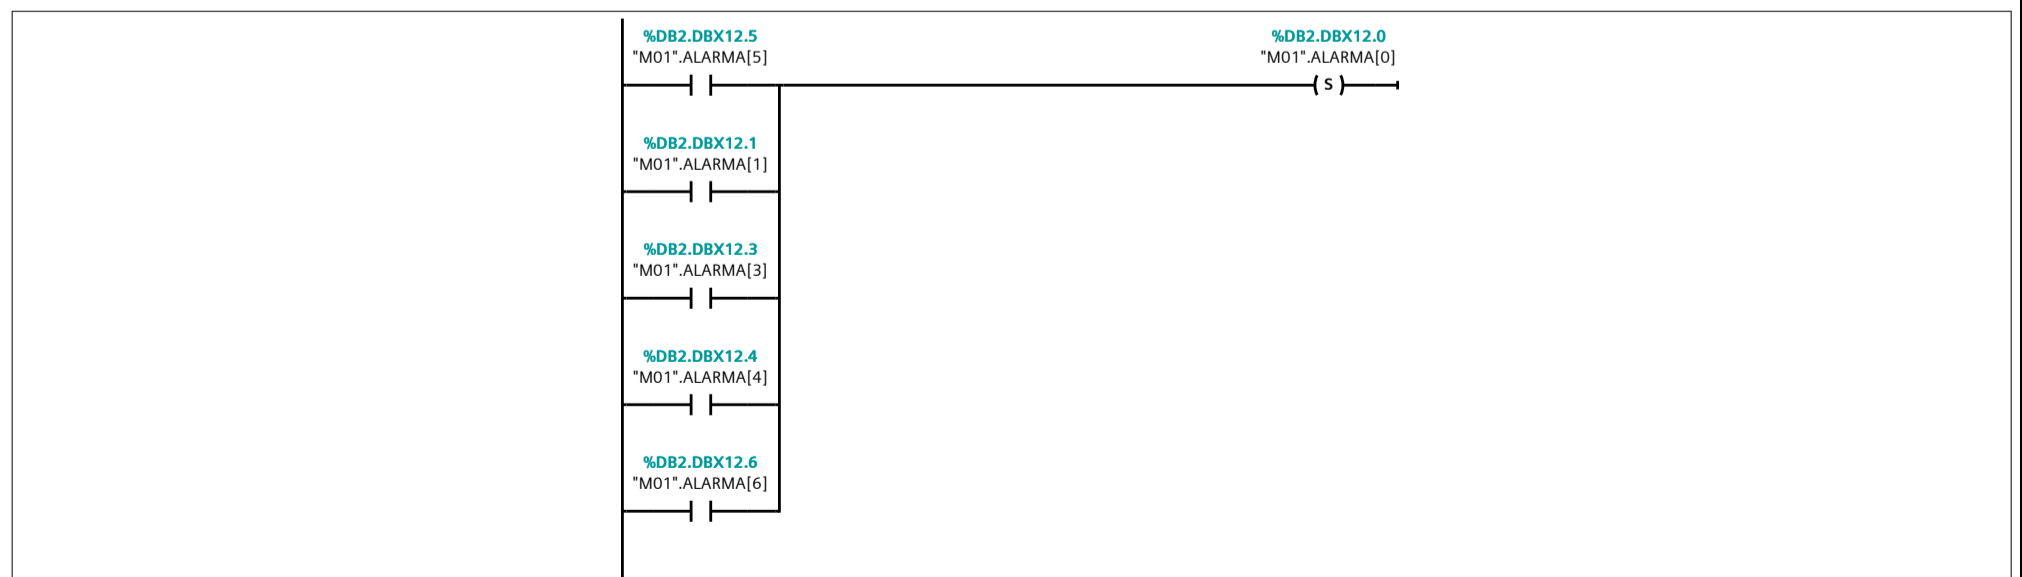 %DB2.DBX12.5
"M01".ALARMA[5]
%DB2.DBX12.0
"M01".ALARMA[0]
S
%DB2.DBX12.1
"M01".ALARMA[1]
%DB2.DBX12.3
"M01".ALARMA[3]
%DB2.DBX12.4
"M01".ALARMA[4]
%DB2.DBX12.6
"M01".ALARMA[6]